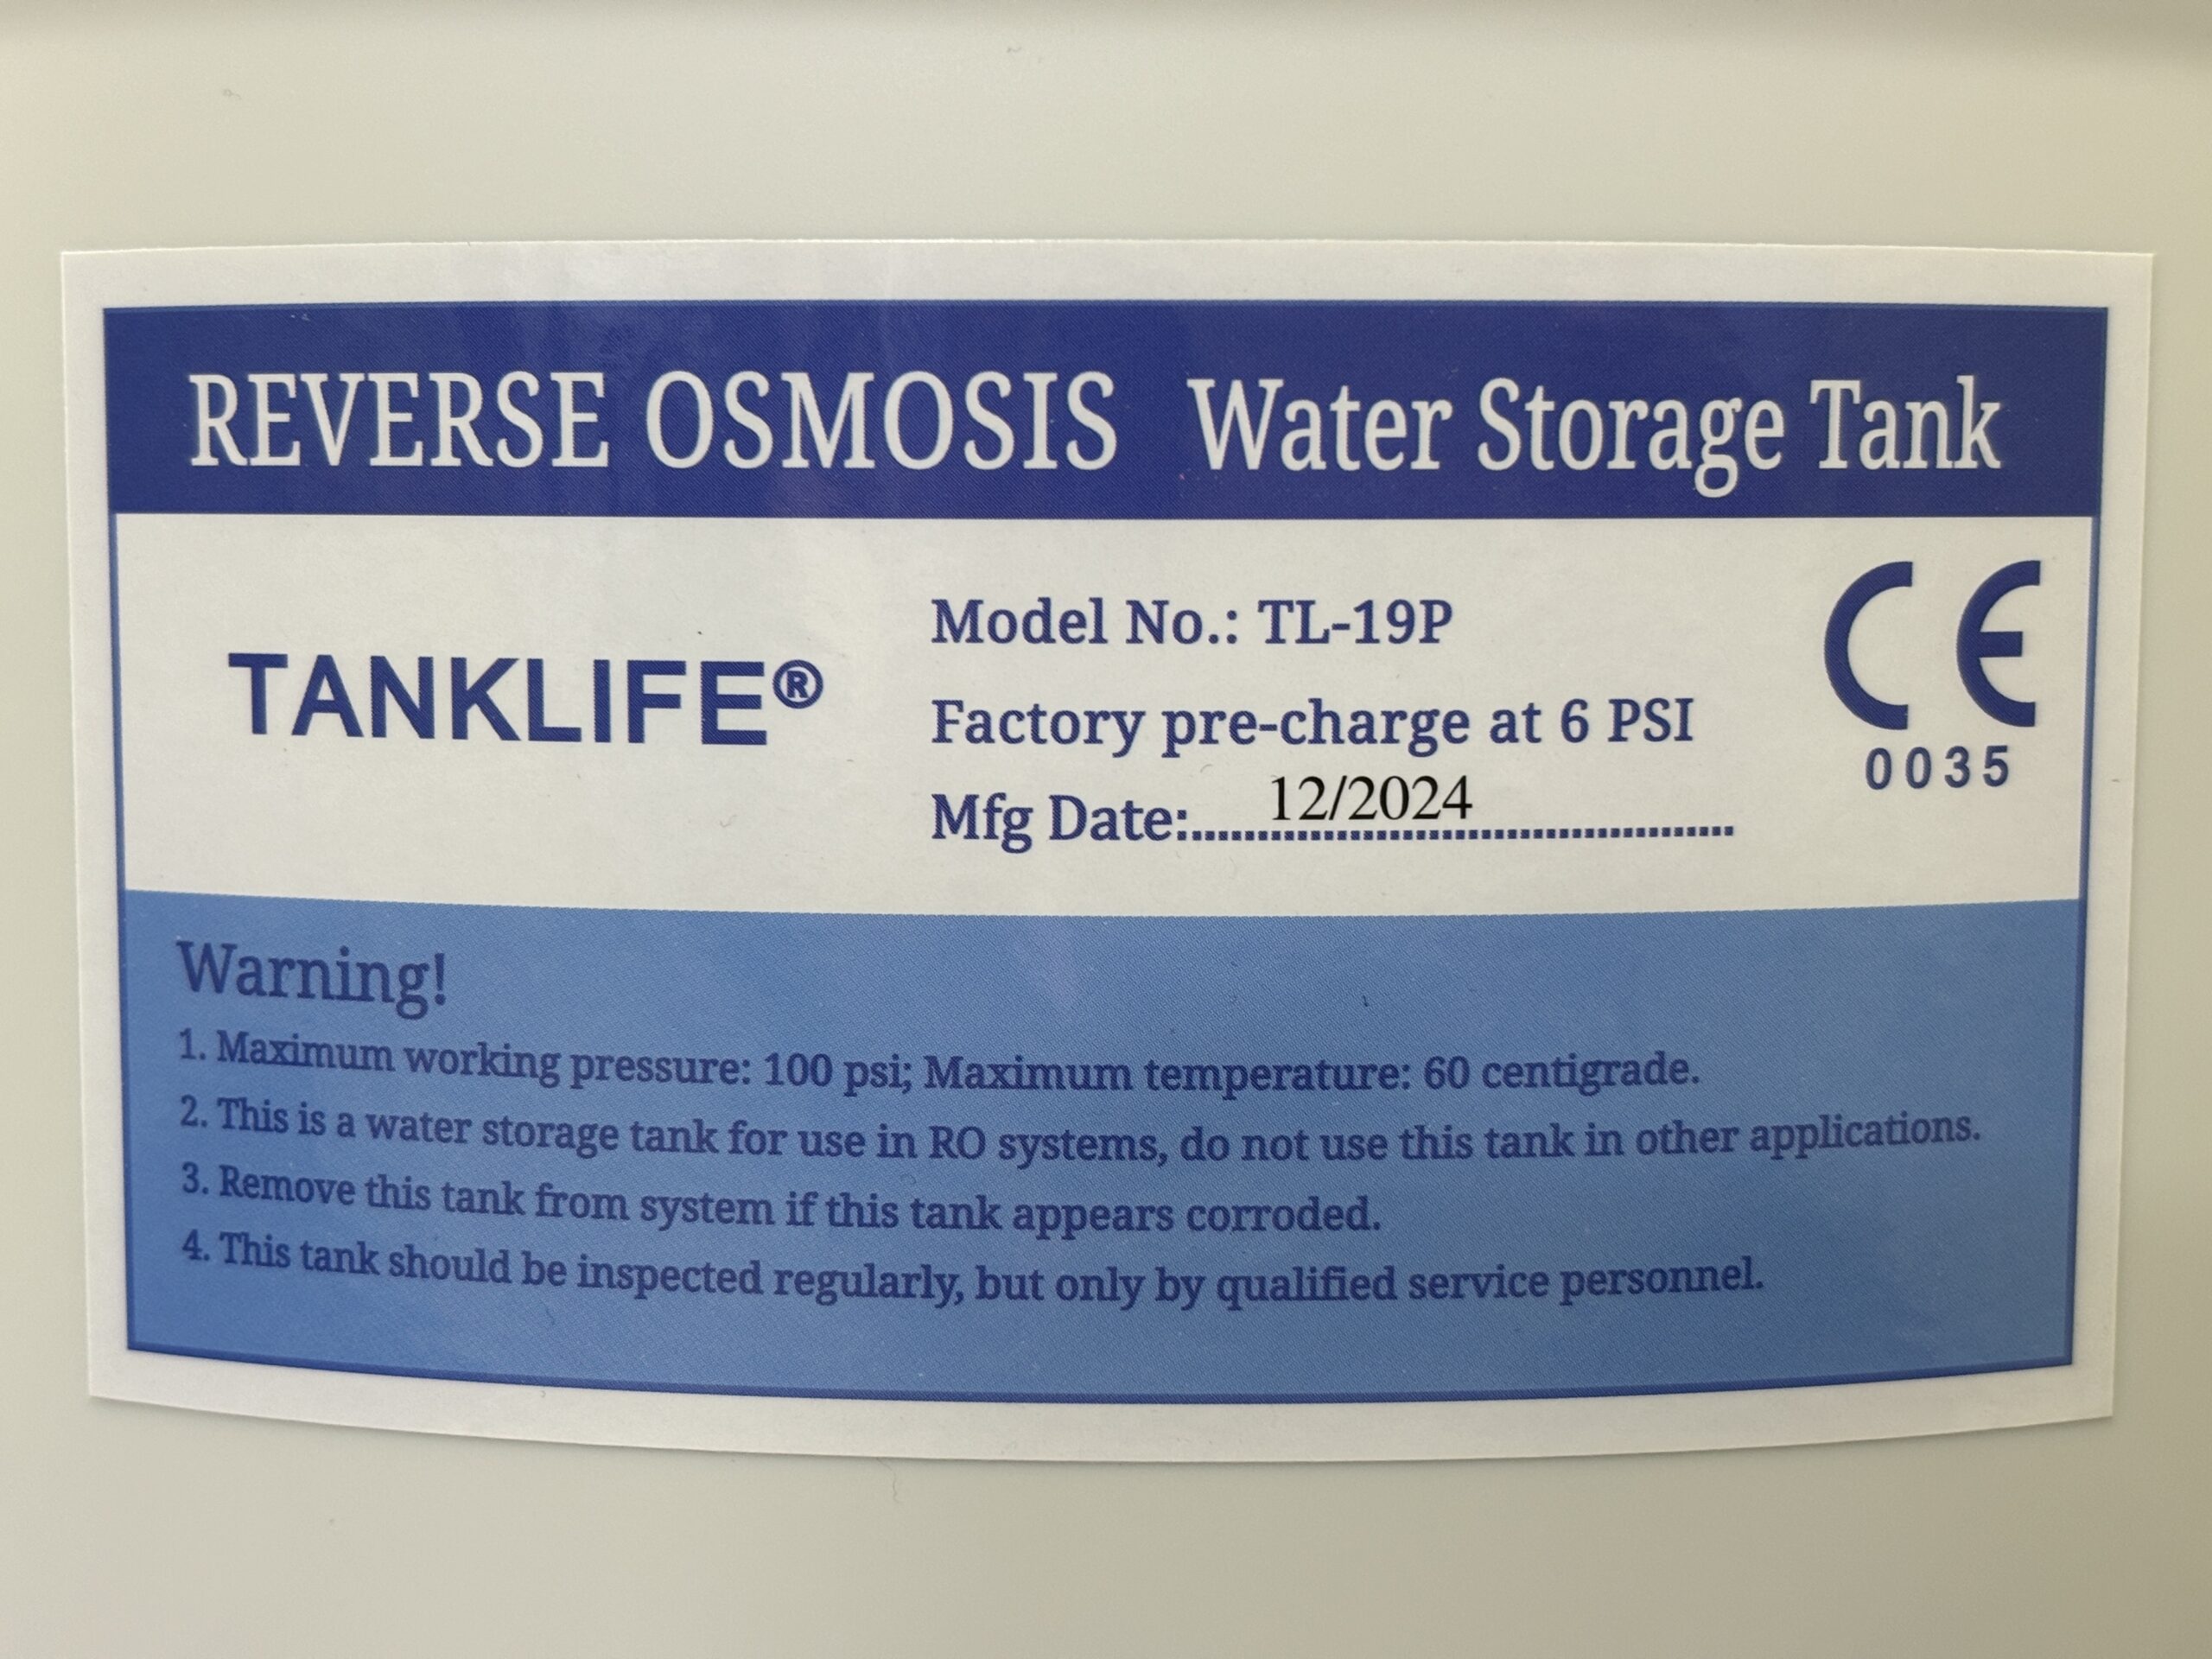 REVERSE OSMOSIS Water Storage Tank
TANKLIFE®
Model No.: TL-19P
Factory pre-charge at 6 PSI
Mfg Date:..........12/2024..........
CE
0035
Warning!
1. Maximum working pressure: 100 psi; Maximum temperature: 60 centigrade.
2. This is a water storage tank for use in RO systems, do not use this tank in other applications.
3. Remove this tank from system if this tank appears corroded.
4. This tank should be inspected regularly, but only by qualified service personnel.